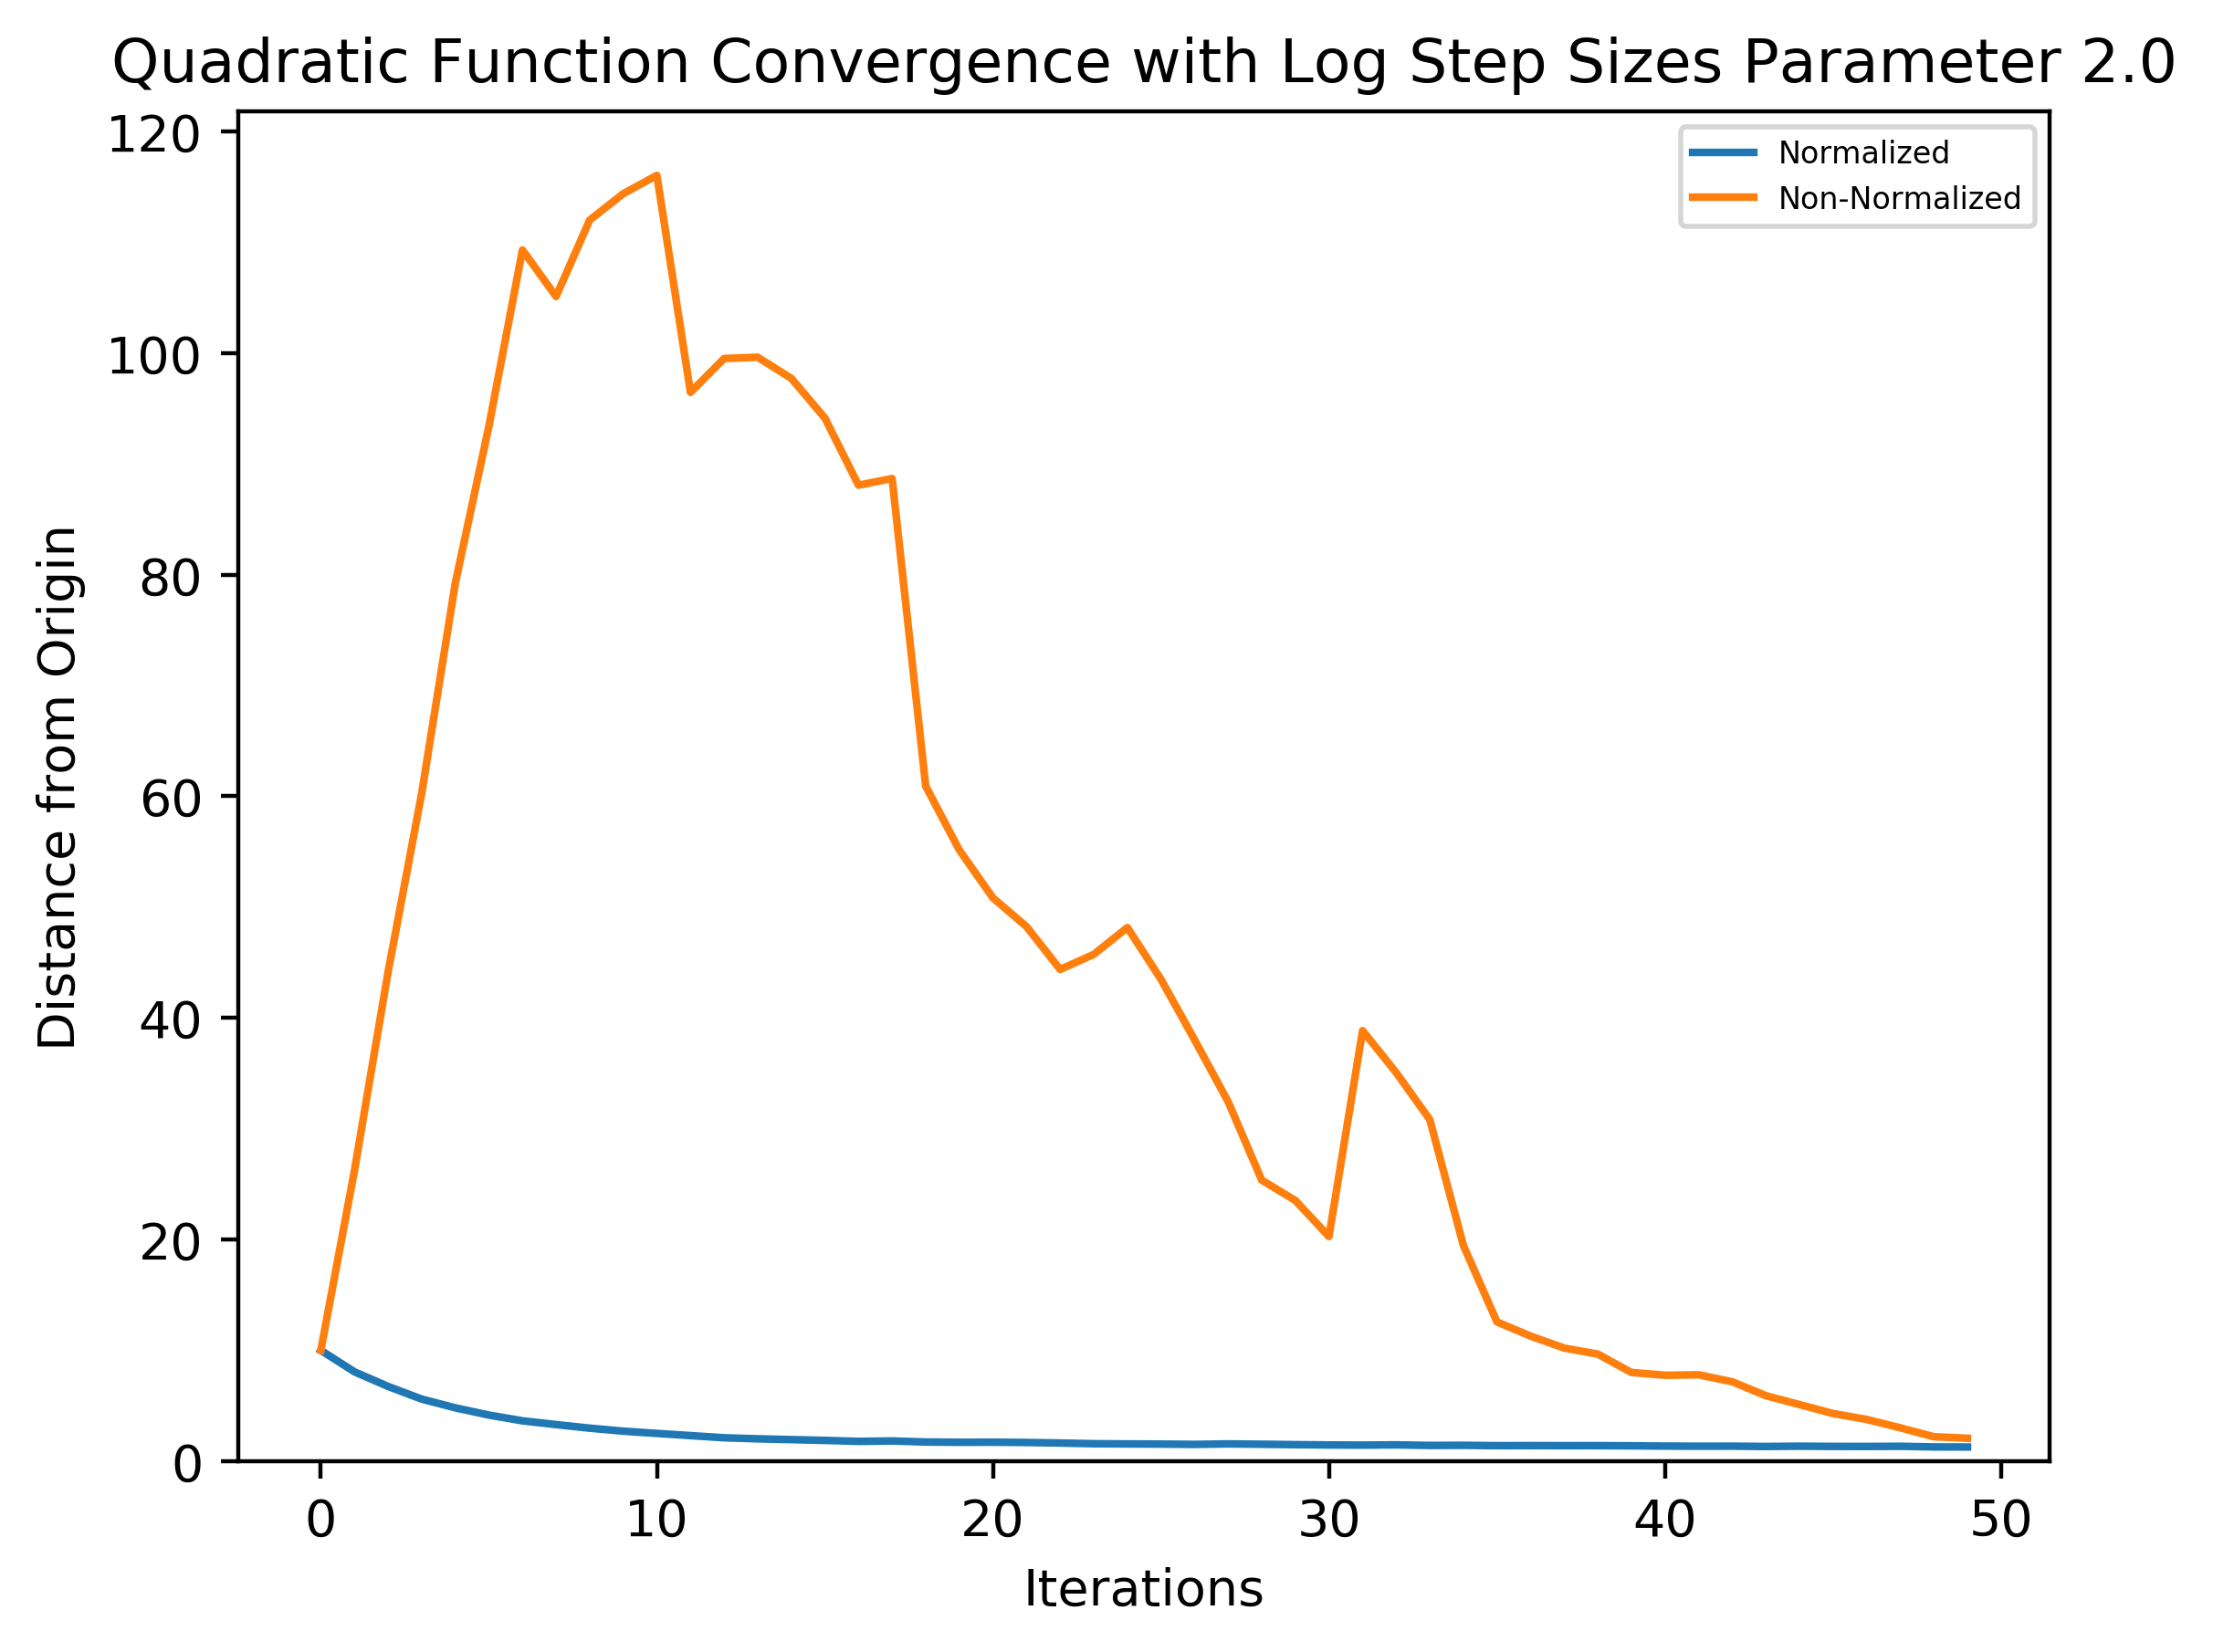 Quadratic Function Convergence with Log Step Sizes Parameter 2.0
Normalized
Non-Normalized
120
100
80
60
40
20
0
Distance from Origin
0 10 20 30 40 50
Iterations